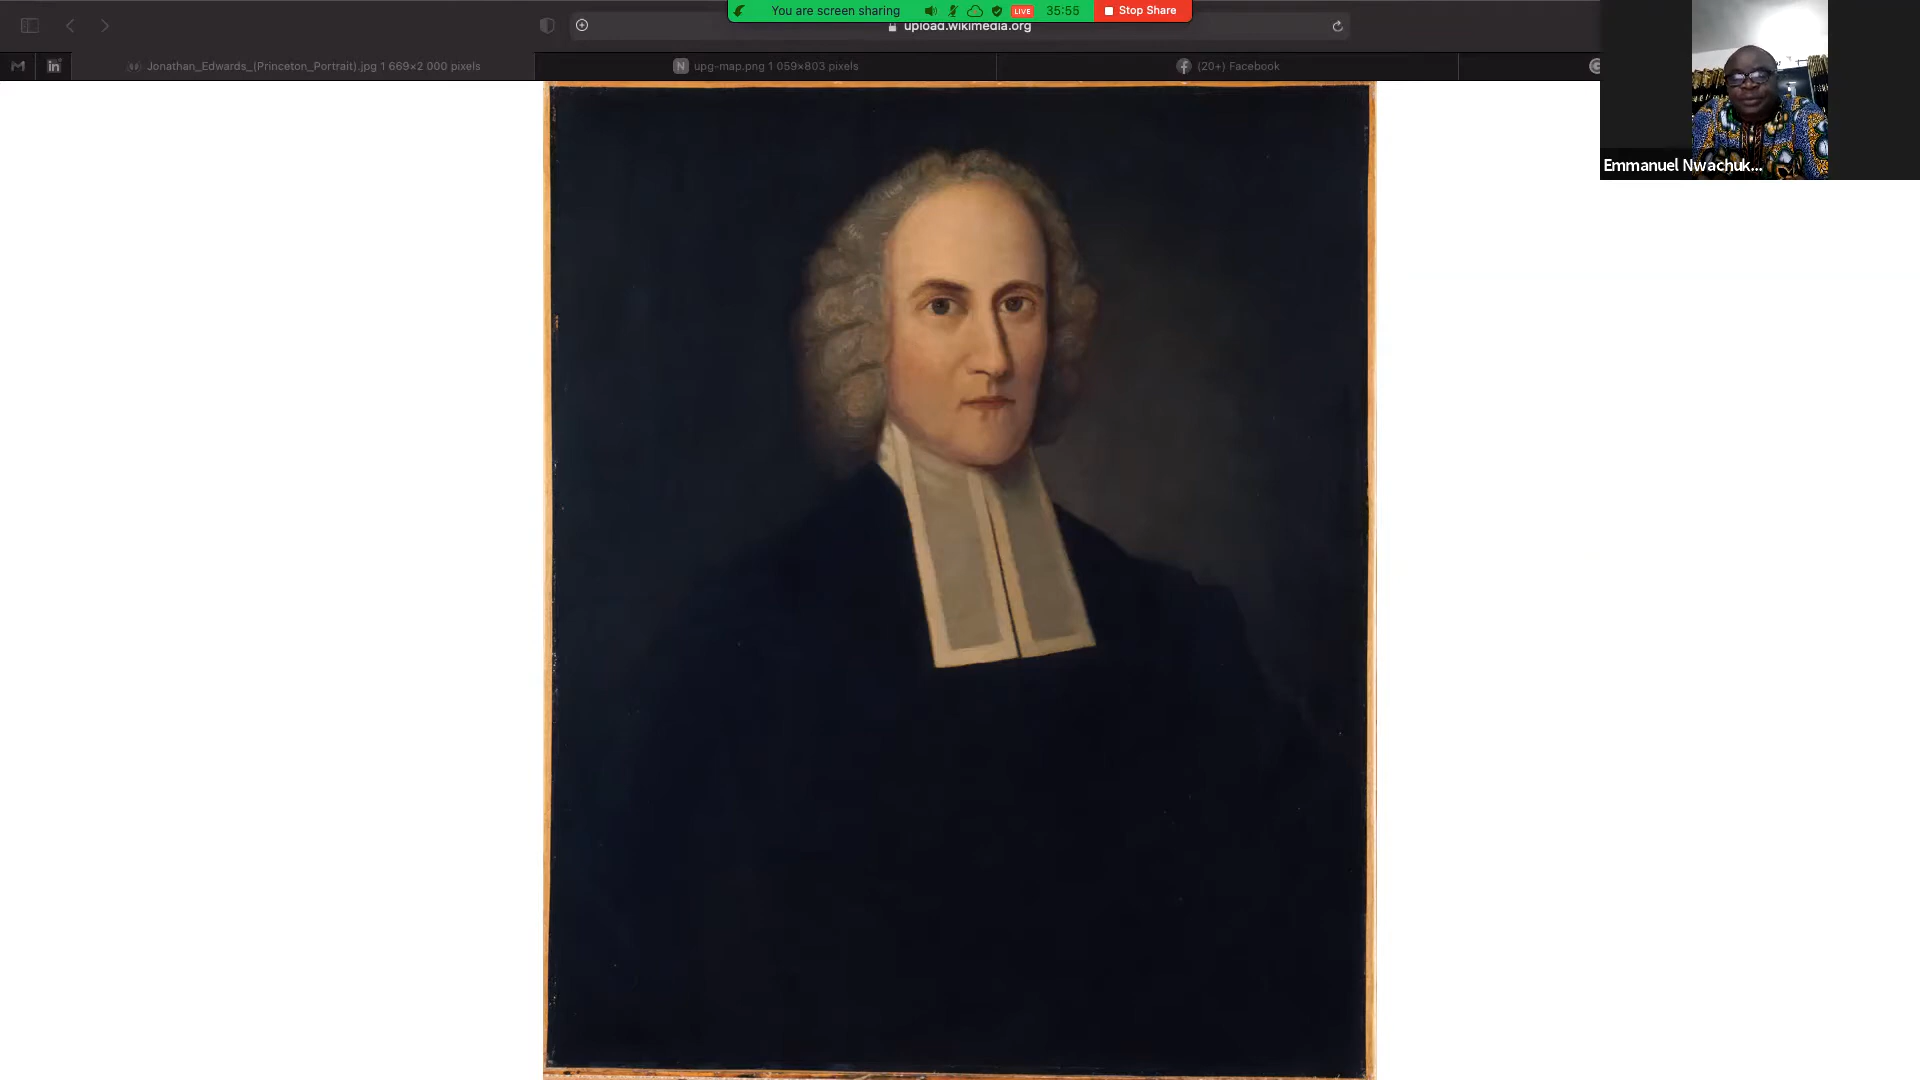 You are screen sharing LIVE 35:55 Stop Share
upload.wikimedia.org
Jonathan_Edwards_(Princeton_Portrait).jpg 1 669×2 000 pixels
upg-map.png 1 059×803 pixels
(20+) Facebook
Emmanuel Nwachuk...